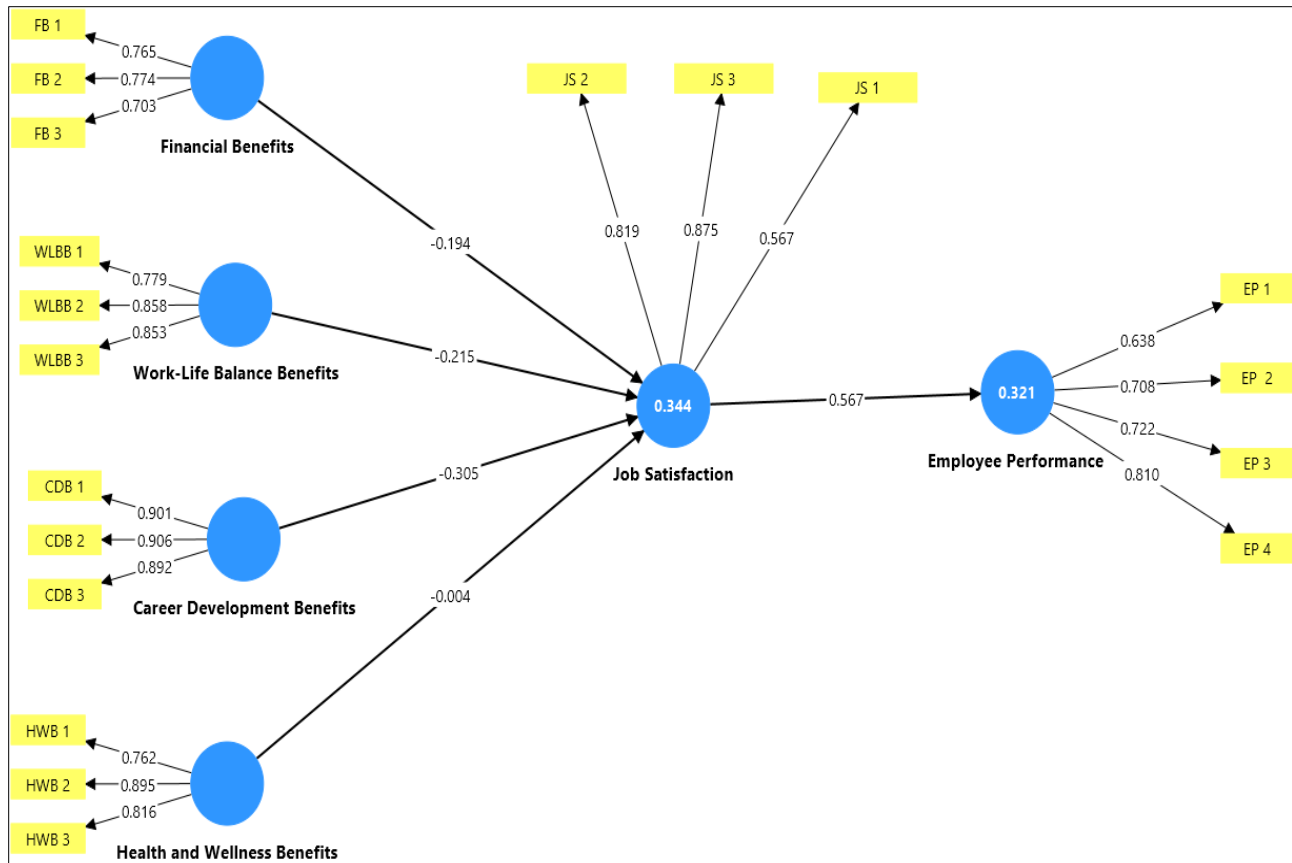 FB 1
0.765
FB 2
0.774
0.703
FB 3
Financial Benefits
JS 2
JS 3
JS 1
0.819
0.875
0.567
-0.194
WLBB 1
0.779
WLBB 2
0.858
0.853
WLBB 3
Work-Life Balance Benefits
-0.215
0.344
Job Satisfaction
0.567
0.321
Employee Performance
EP 1
0.638
EP  2
0.708
0.722
EP 3
0.810
EP 4
CDB 1
0.901
CDB 2
0.906
0.892
CDB 3
Career Development Benefits
-0.305
-0.004
HWB 1
0.762
HWB 2
0.895
0.816
HWB 3
Health and Wellness Benefits